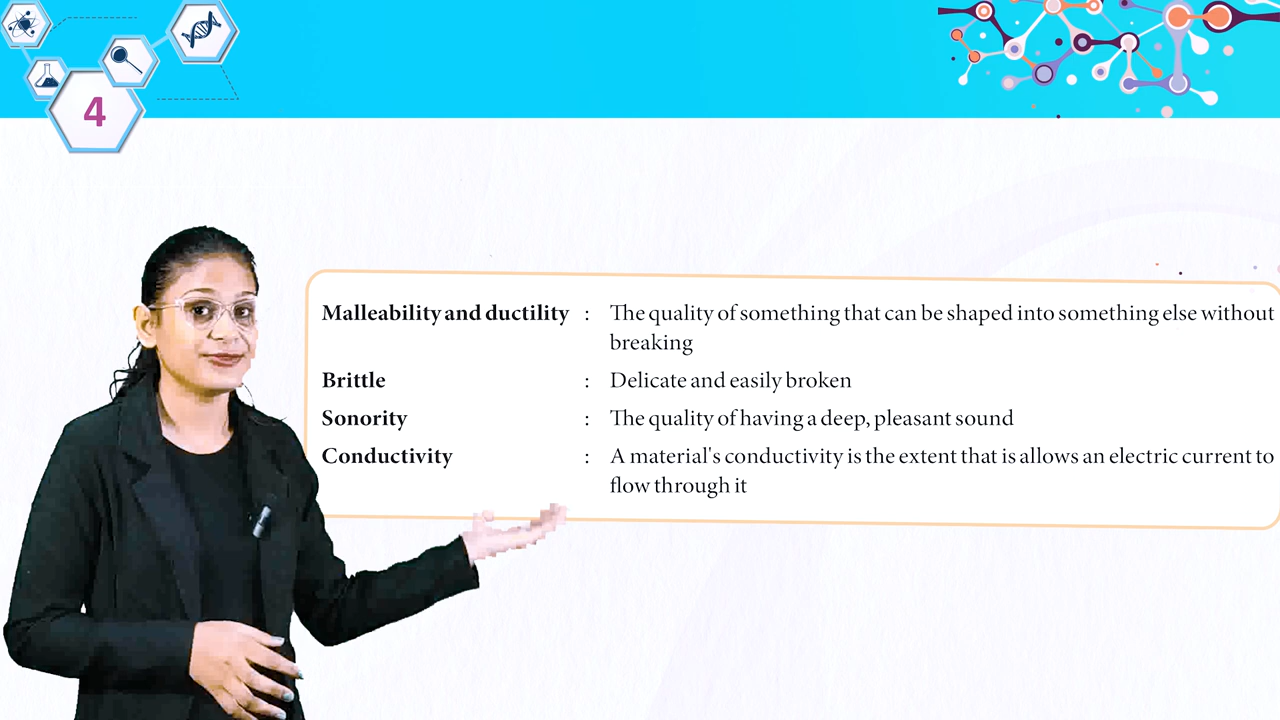 4
Malleability and ductility : The quality of something that can be shaped into something else without
breaking
Brittle : Delicate and easily broken
Sonority : The quality of having a deep, pleasant sound
Conductivity : A material's conductivity is the extent that is allows an electric current to
flow through it